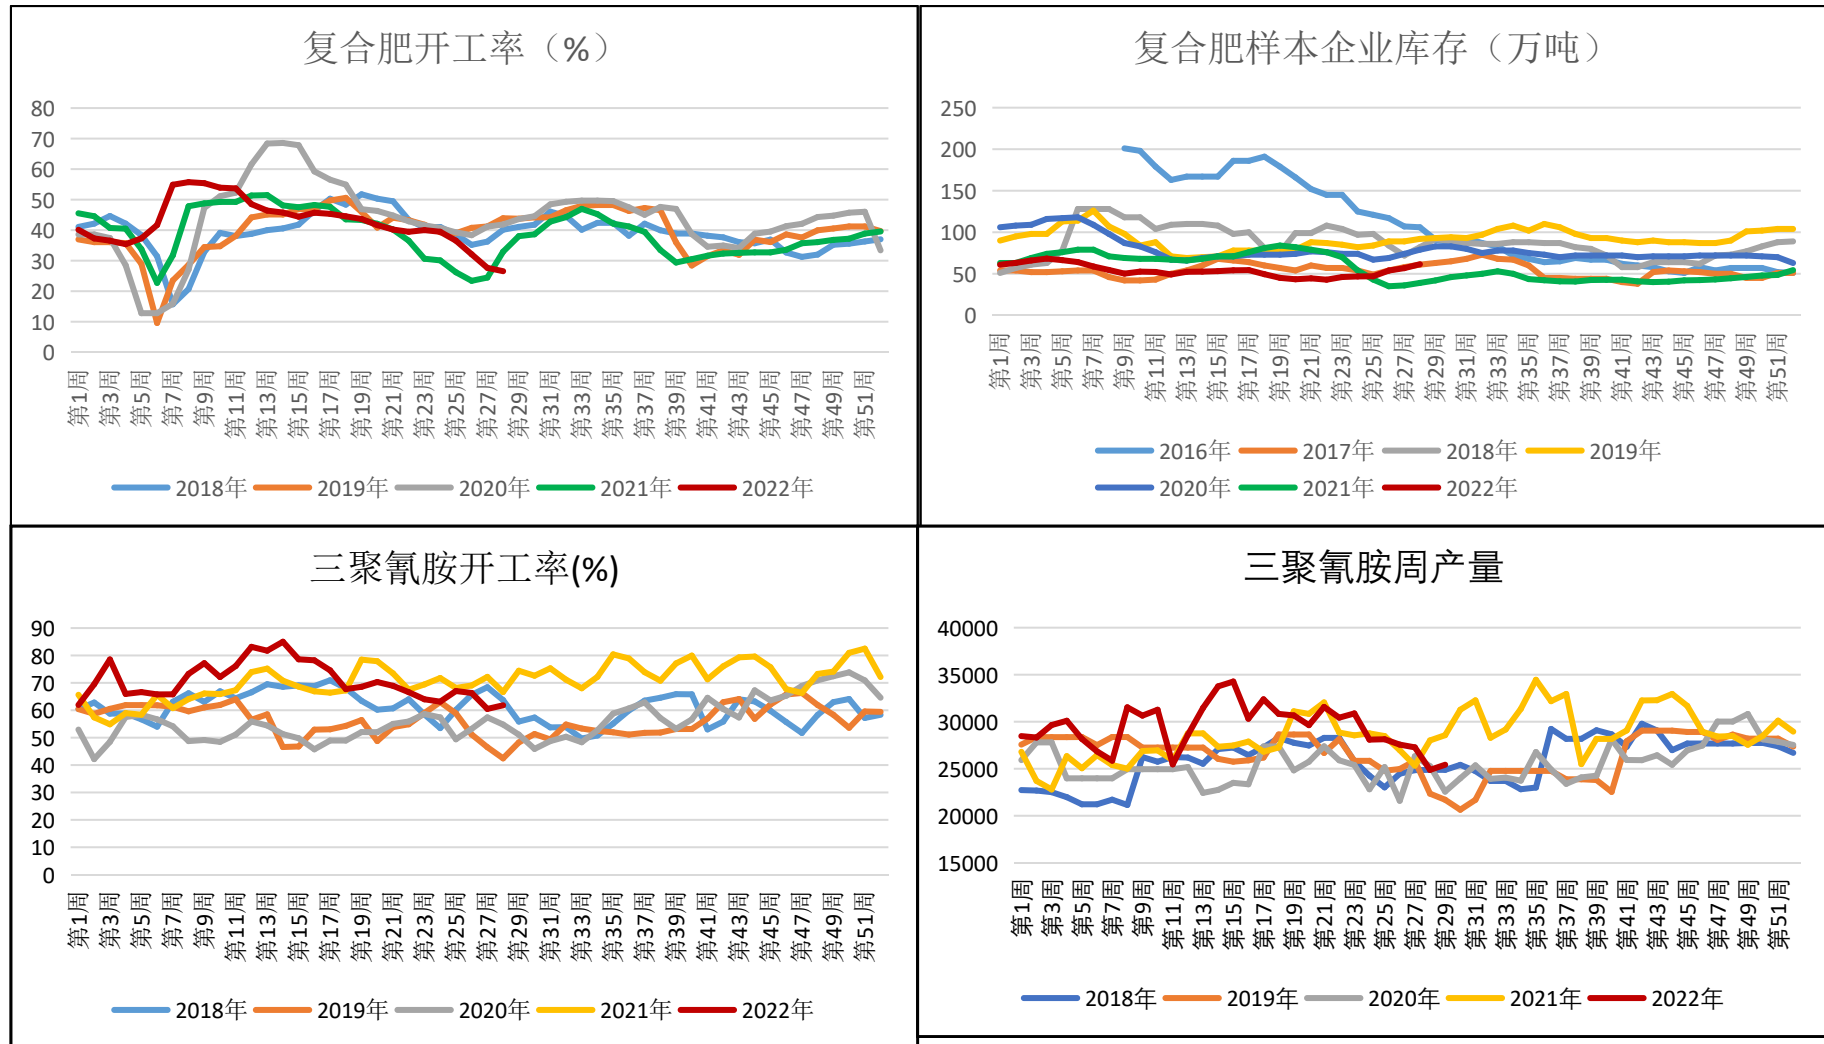 复合肥开工率（%）
80
70
60
50
40
30
20
10
0
第1周 第3周 第5周 第7周 第9周 第11周 第13周 第15周 第17周 第19周 第21周 第23周 第25周 第27周 第29周 第31周 第33周 第35周 第37周 第39周 第41周 第43周 第45周 第47周 第49周 第51周
2018年 2019年 2020年 2021年 2022年
复合肥样本企业库存（万吨）
250
200
150
100
50
0
第1周 第3周 第5周 第7周 第9周 第11周 第13周 第15周 第17周 第19周 第21周 第23周 第25周 第27周 第29周 第31周 第33周 第35周 第37周 第39周 第41周 第43周 第45周 第47周 第49周 第51周
2016年 2017年 2018年 2019年
2020年 2021年 2022年
三聚氰胺开工率(%)
90
80
70
60
50
40
30
20
10
0
第1周 第3周 第5周 第7周 第9周 第11周 第13周 第15周 第17周 第19周 第21周 第23周 第25周 第27周 第29周 第31周 第33周 第35周 第37周 第39周 第41周 第43周 第45周 第47周 第49周 第51周
2018年 2019年 2020年 2021年 2022年
三聚氰胺周产量
40000
35000
30000
25000
20000
15000
第1周 第3周 第5周 第7周 第9周 第11周 第13周 第15周 第17周 第19周 第21周 第23周 第25周 第27周 第29周 第31周 第33周 第35周 第37周 第39周 第41周 第43周 第45周 第47周 第49周 第51周
2018年 2019年 2020年 2021年 2022年